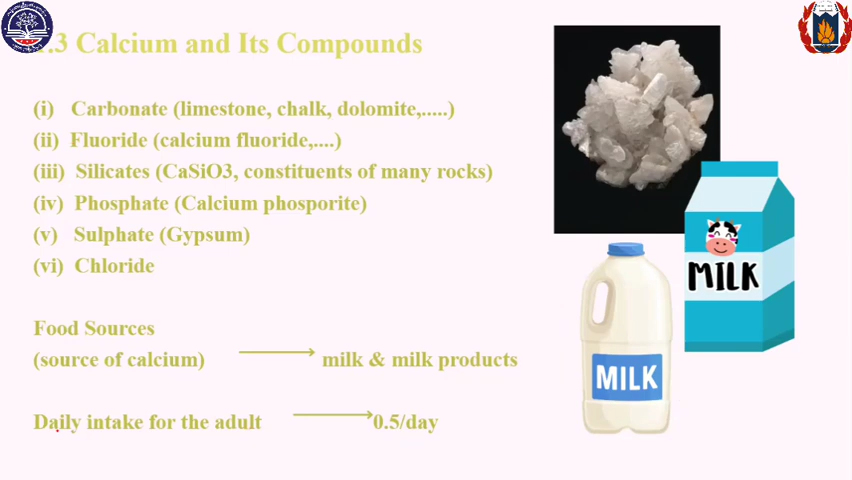 .3 Calcium and Its Compounds
(i) Carbonate (limestone, chalk, dolomite,.....)
(ii) Fluoride (calcium fluoride,....)
(iii) Silicates (CaSiO3, constituents of many rocks)
(iv) Phosphate (Calcium phosporite)
(v) Sulphate (Gypsum)
(vi) Chloride
Food Sources
(source of calcium) milk & milk products
Daily intake for the adult 0.5/day
MILK
MILK